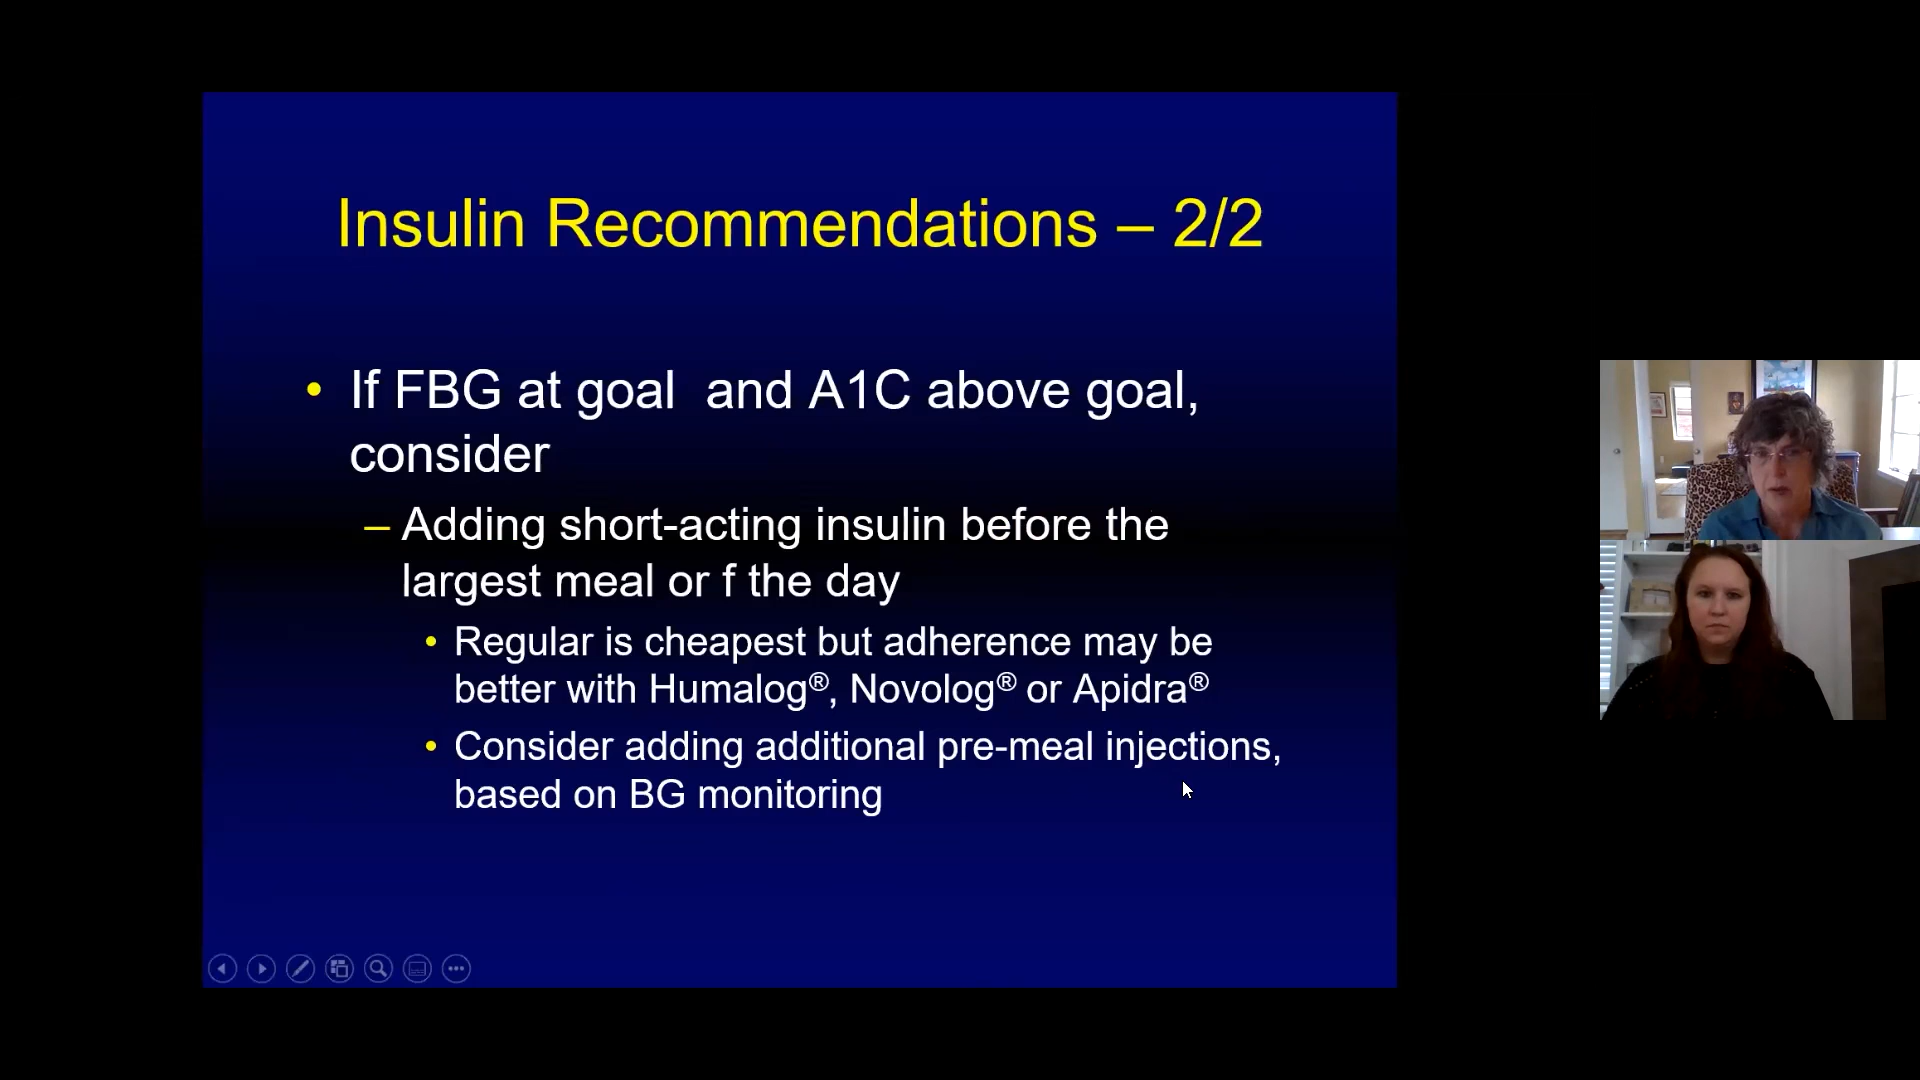 Insulin Recommendations – 2/2
• If FBG at goal  and A1C above goal,
consider
– Adding short-acting insulin before the
largest meal or f the day
• Regular is cheapest but adherence may be
better with Humalog®, Novolog® or Apidra®
• Consider adding additional pre-meal injections,
based on BG monitoring